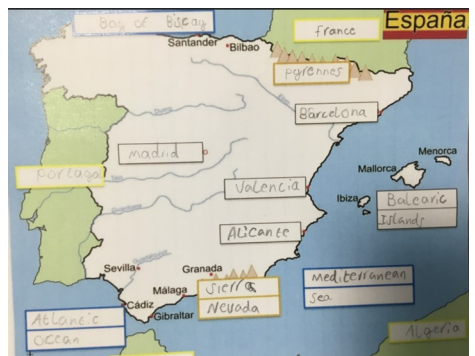 Bay of Biscay
España
france
Santander
Bilbao
pyrennes
Barcelona
madrid
Menorca
Mallorca
portaga
Valencia
Ibiza
Balearic
Islands
Alicante
Sevilla
Granada
Sierra
Nevada
mediterranean
Sea
Málaga
Cádiz
Gibraltar
Atlantic
Ocean
Algeria